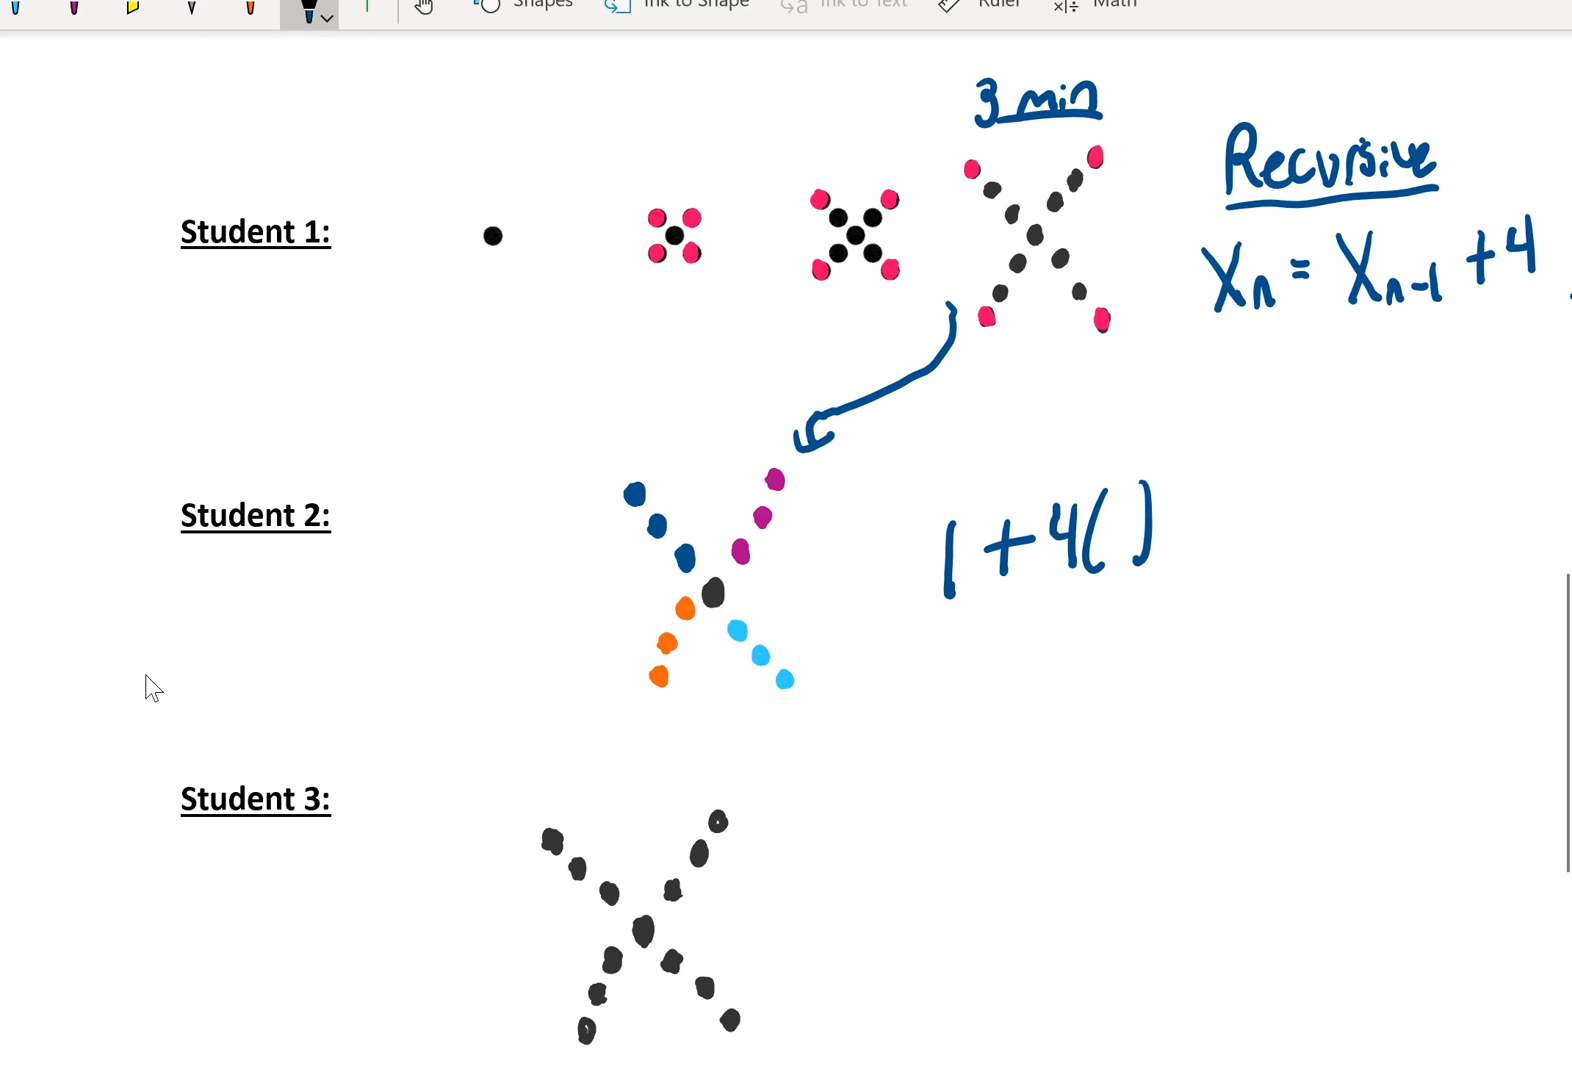 Shapes Ink to Shape Ink to Text Ruler Math
3 min
Recursive
Student 1:
Xn = Xn-1 + 4
Student 2:
1 + 4( )
Student 3: